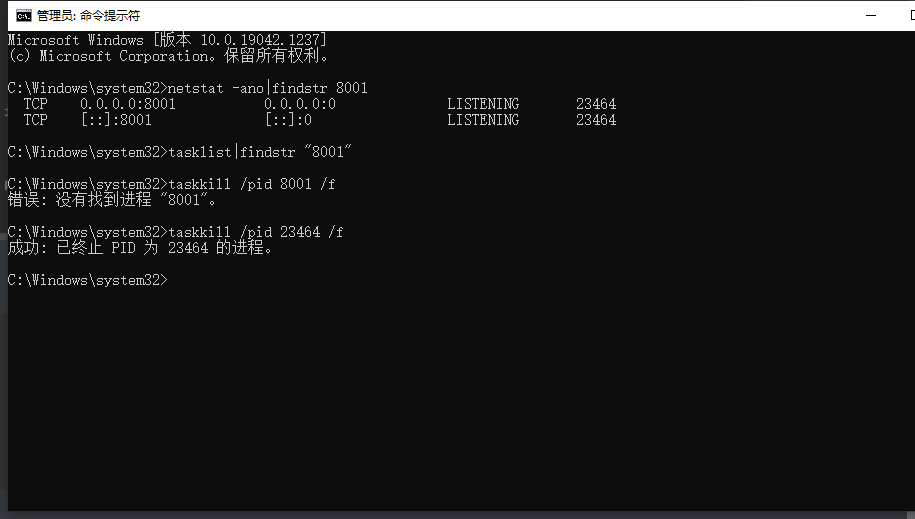 管理员: 命令提示符
Microsoft Windows [版本 10.0.19042.1237]
(c) Microsoft Corporation。保留所有权利。
C:\Windows\system32>netstat -ano|findstr 8001
TCP 0.0.0.0:8001 0.0.0.0:0 LISTENING 23464
TCP [::]:8001 [::]:0 LISTENING 23464
C:\Windows\system32>tasklist|findstr "8001"
C:\Windows\system32>taskkill /pid 8001 /f
错误: 没有找到进程 "8001"。
C:\Windows\system32>taskkill /pid 23464 /f
成功: 已终止 PID 为 23464 的进程。
C:\Windows\system32>